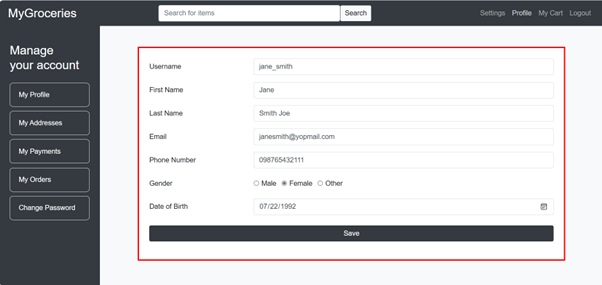 MyGroceries
Search for items
Search
Settings Profile My Cart Logout
Manage
your account
My Profile
My Addresses
My Payments
My Orders
Change Password
Username jane_smith
First Name Jane
Last Name Smith Joe
Email janesmith@yopmail.com
Phone Number 098765432111
Gender Male Female Other
Date of Birth 07/22/1992
Save